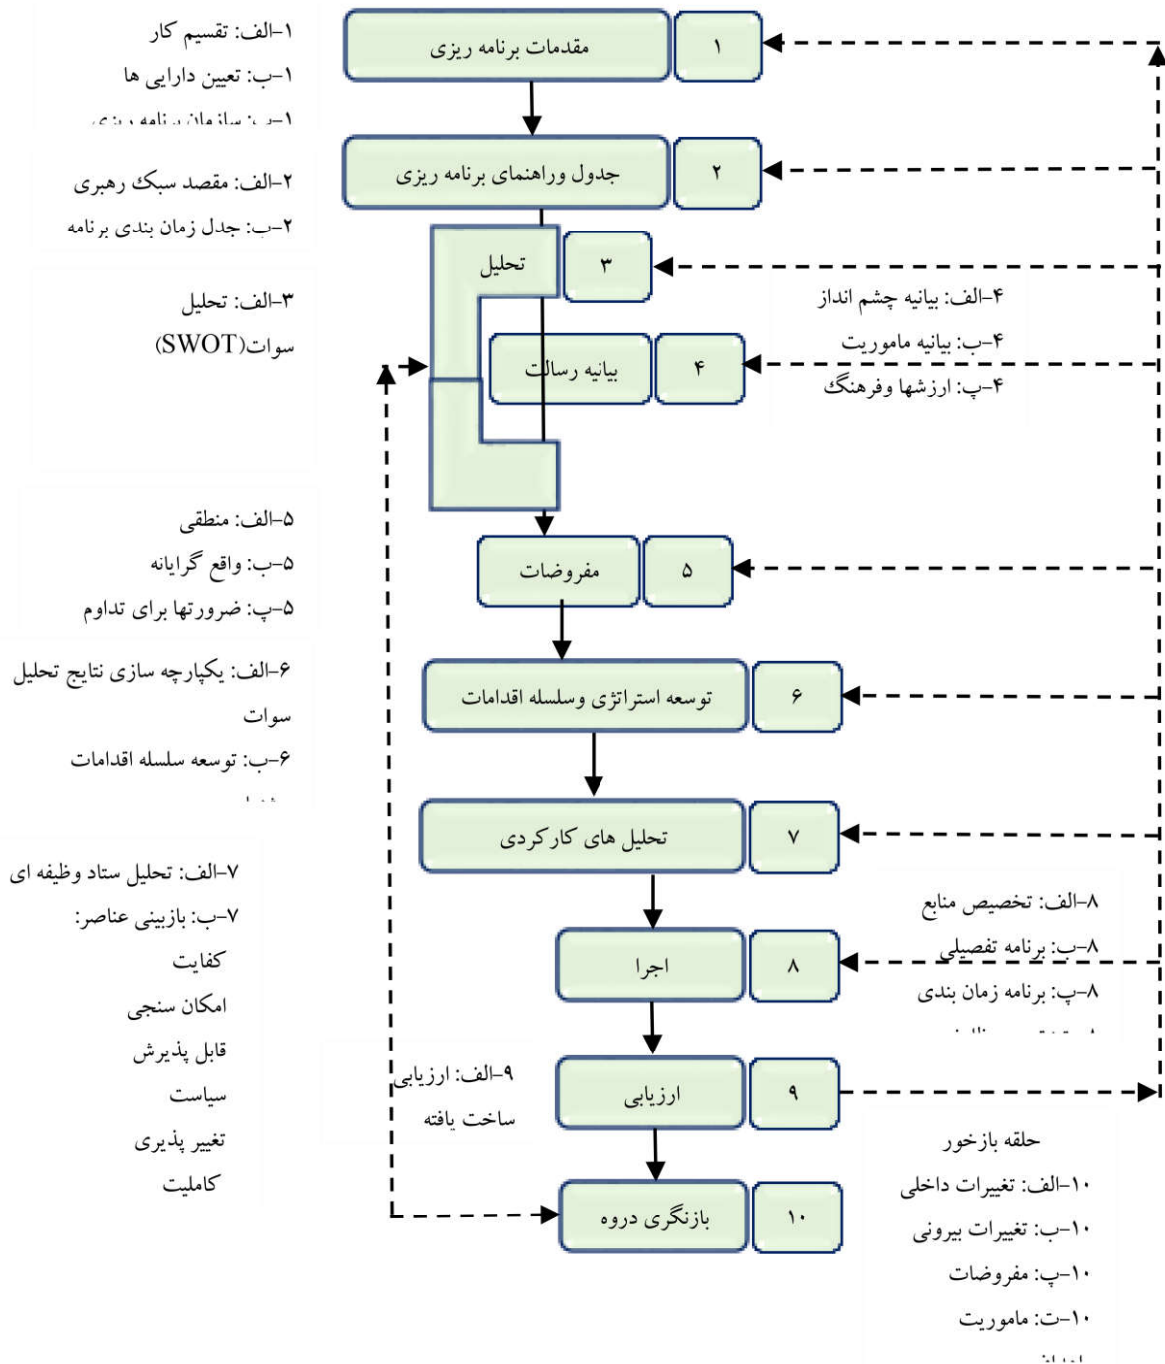 ۱-الف: تقسیم کار
۱-ب: تعیین دارایی ها
۱-پ: سازمان برنامه ریزی
مقدمات برنامه ریزی
۱
۲-الف: مقصد سبک رهبری
۲-ب: جدل زمان بندی برنامه
جدول وراهنمای برنامه ریزی
۲
۳-الف: تحلیل
سوات(SWOT)
تحلیل
۳
بیانیه رسالت
۴
۴-الف: بیانیه چشم انداز
۴-ب: بیانیه ماموریت
۴-پ: ارزشها وفرهنگ
۵-الف: منطقی
۵-ب: واقع گرایانه
۵-پ: ضرورتها برای تداوم
مفروضات
۵
۶-الف: یکپارچه سازی نتایج تحلیل
سوات
۶-ب: توسعه سلسله اقدامات
توسعه استراتژی وسلسله اقدامات
۶
تحلیل های کارکردی
۷
۷-الف: تحلیل ستاد وظیفه ای
۷-ب: بازبینی عناصر:
کفایت
امکان سنجی
قابل پذیرش
سیاست
تغییر پذیری
کاملیت
اجرا
۸
۸-الف: تخصیص منابع
۸-ب: برنامه تفصیلی
۸-پ: برنامه زمان بندی
۹-الف: ارزیابی
ساخت یافته
ارزیابی
۹
بازنگری دروه
۱۰
حلقه بازخور
۱۰-الف: تغییرات داخلی
۱۰-ب: تغییرات بیرونی
۱۰-پ: مفروضات
۱۰-ت: ماموریت